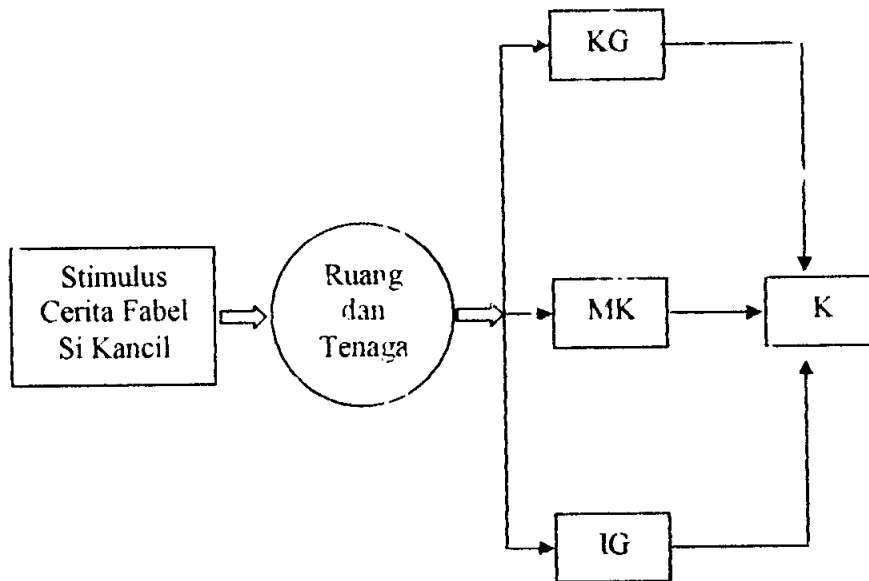 Stimulus
Cerita Fabel
Si Kancil
Ruang
dan
Tenaga
KG
MK
IG
K